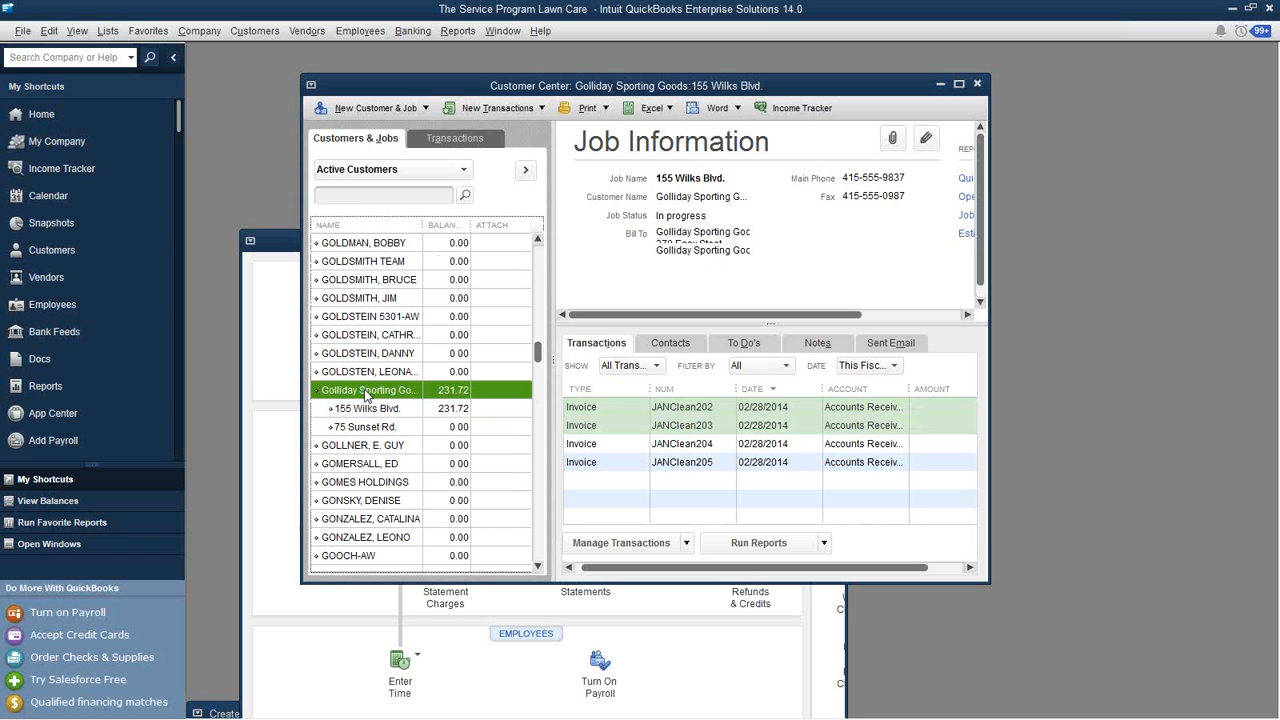 The Service Program Lawn Care - Intuit QuickBooks Enterprise Solutions 14.0
File Edit View Lists Favorites Company Customers Vendors Employees Banking Reports Window Help
99+
Search Company or Help
My Shortcuts
Home
My Company
Income Tracker
Calendar
Snapshots
Customers
Vendors
Employees
Bank Feeds
Docs
Reports
App Center
Add Payroll
My Shortcuts
View Balances
Run Favorite Reports
Open Windows
Do More With QuickBooks
Turn on Payroll
Accept Credit Cards
Order Checks & Supplies
Try Salesforce Free
Qualified financing matches
Customer Center: Golliday Sporting Goods:155 Wilks Blvd.
New Customer & Job New Transactions Print Excel Word Income Tracker
Customers & Jobs Transactions
Active Customers
NAME BALAN... ATTACH
GOLDMAN, BOBBY 0.00
GOLDSMITH TEAM 0.00
GOLDSMITH, BRUCE 0.00
GOLDSMITH, JIM 0.00
GOLDSTEIN 5301-AW 0.00
GOLDSTEIN, CATHR... 0.00
GOLDSTEIN, DANNY 0.00
GOLDSTEN, LEONA... 0.00
Golliday Sporting Go... 231.72
155 Wilks Blvd. 231.72
75 Sunset Rd. 0.00
GOLLNER, E. GUY 0.00
GOMERSALL, ED 0.00
GOMES HOLDINGS 0.00
GONSKY, DENISE 0.00
GONZALEZ, CATALINA 0.00
GONZALEZ, LEONO 0.00
GOOCH-AW 0.00
Job Information
REP
Job Name 155 Wilks Blvd. Main Phone 415-555-9837 Qui
Customer Name Golliday Sporting G... Fax 415-555-0987 Ope
Job Status In progress Job
Bill To Golliday Sporting Goc Esti
Golliday Sporting Goc
Transactions Contacts To Do's Notes Sent Email
SHOW All Trans... FILTER BY All DATE This Fisc...
TYPE NUM DATE ACCOUNT AMOUNT
Invoice JANClean202 02/28/2014 Accounts Receiv...
Invoice JANClean203 02/28/2014 Accounts Receiv...
Invoice JANClean204 02/28/2014 Accounts Receiv...
Invoice JANClean205 02/28/2014 Accounts Receiv...
Manage Transactions Run Reports
Statement Charges
Statements
Refunds & Credits
EMPLOYEES
Enter Time
Turn On Payroll
Create